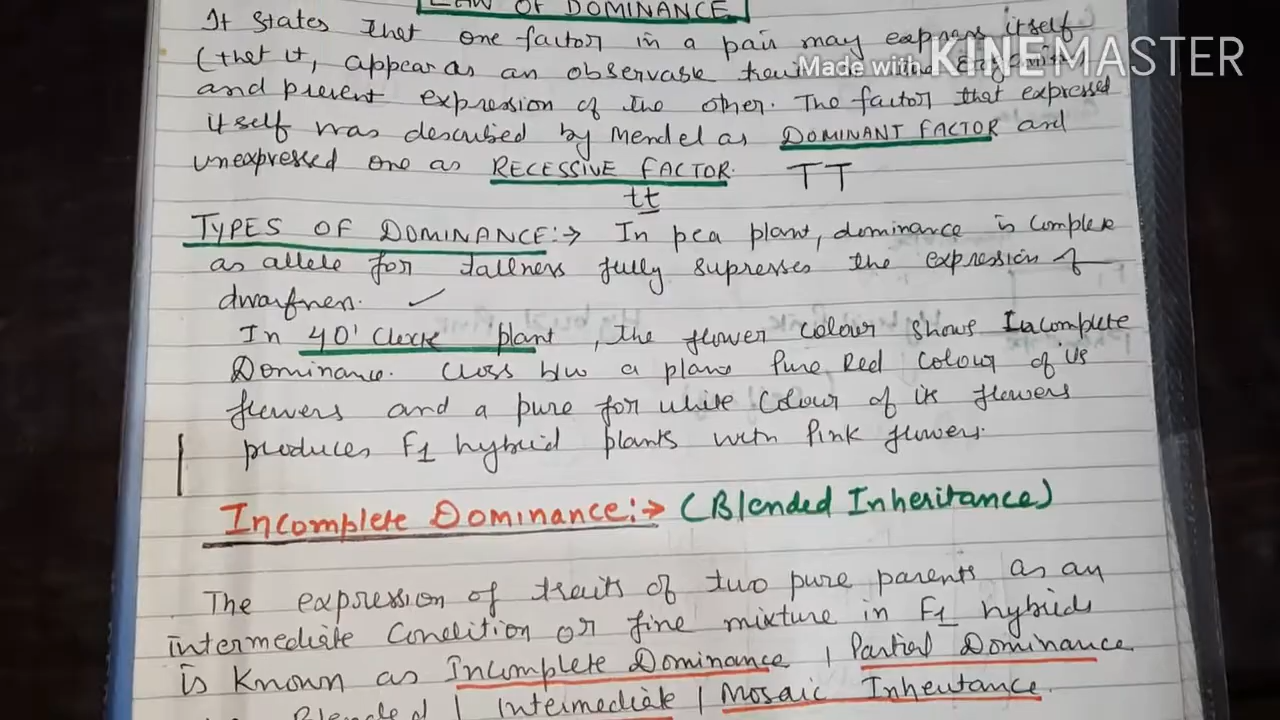 LAW OF DOMINANCE
It states that one factor in a pair may express itself
(that it, appear as an observable trait
Made with KINEMASTER
and prevent expression of the other. The factor that expressed
itself was described by Mendel as DOMINANT FACTOR and
unexpressed one as RECESSIVE FACTOR. TT
tt
TYPES OF DOMINANCE:→ In pea plant, dominance is complete
as allele for tallness fully supresses the expression of
dwarfness. ✓
In 4O'Clock plant, the flower colour shows Incomplete
Dominance. Cross b/w a plant Pure Red Colour of its
flowers and a pure for white colour of its flowers
produces F1 hybrid plants with Pink flowers.
Incomplete Dominance:→ (Blended Inheritance)
The expression of traits of two pure parents as an
intermediate Condition or fine mixture in F1 hybrids
is known as Incomplete Dominance | Partial Dominance
Blended | Intermediate | Mosaic Inheritance.